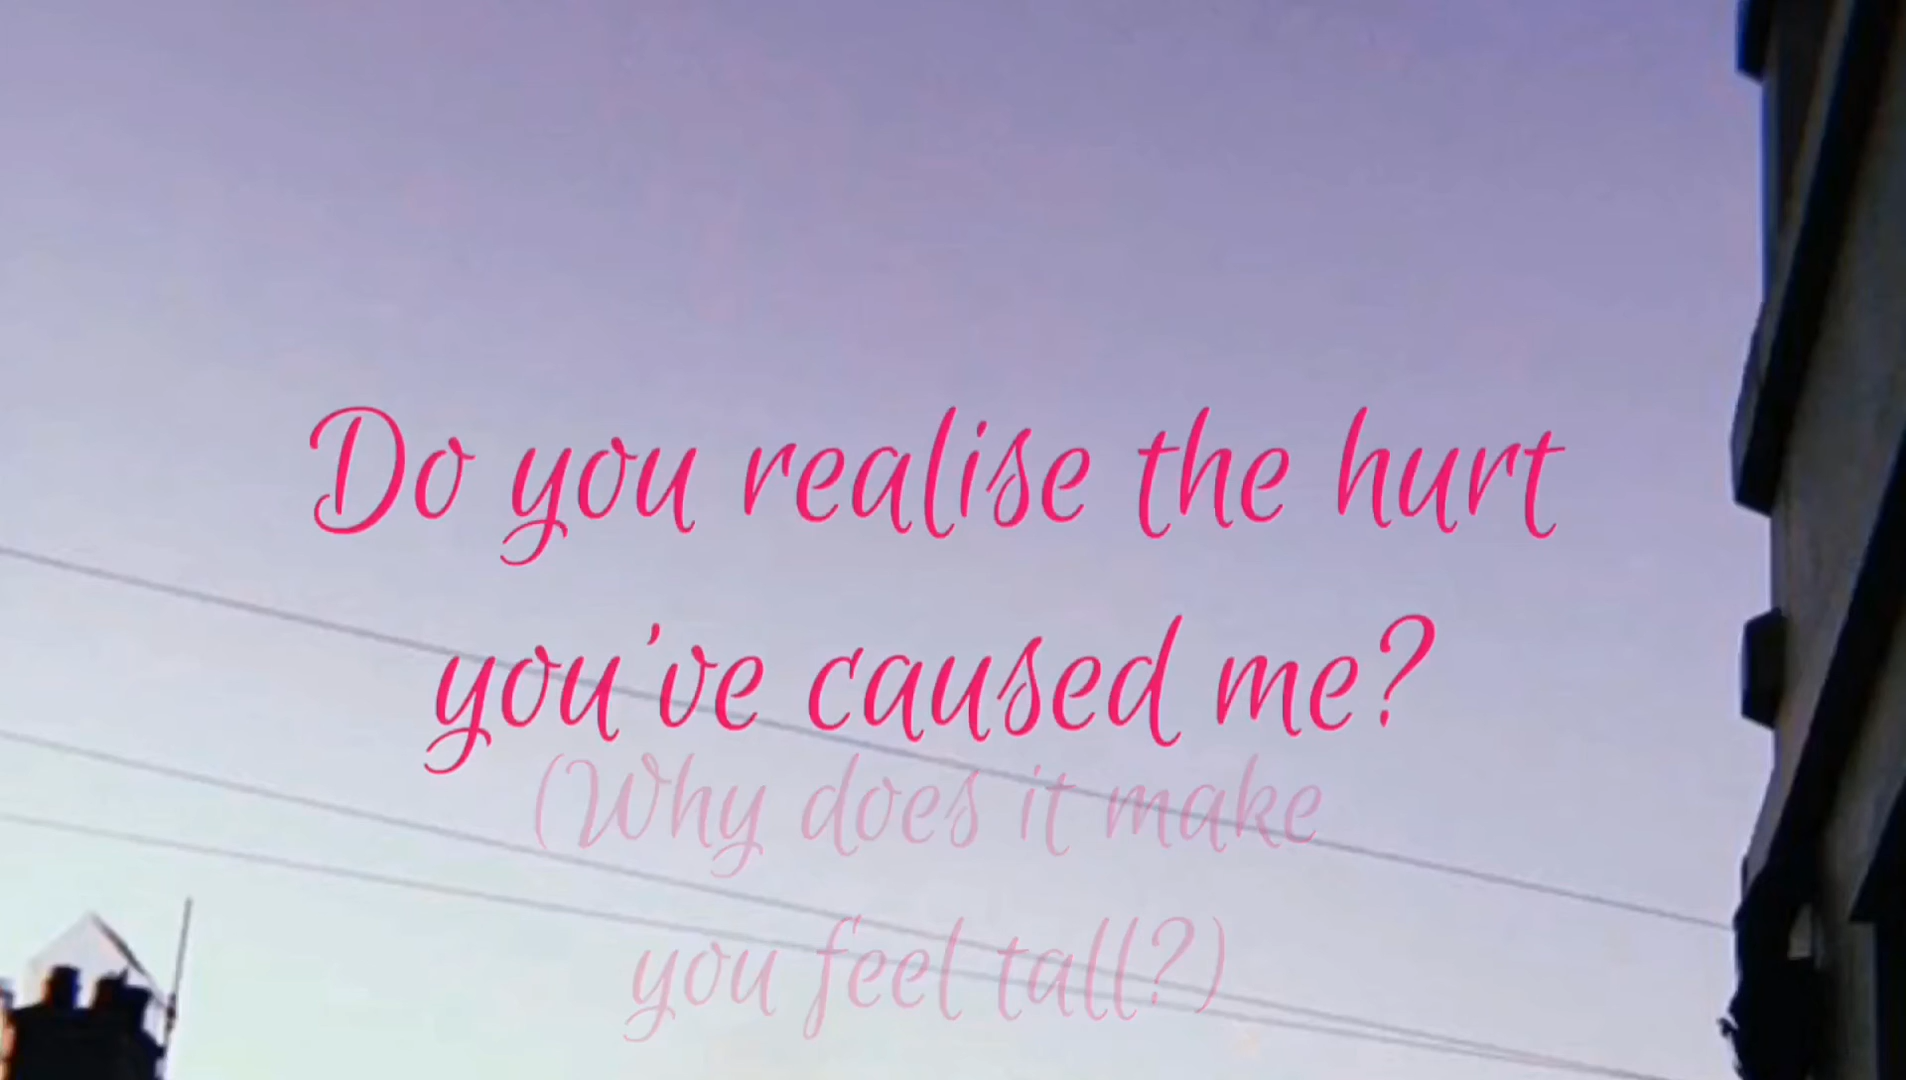 Do you realise the hurt
you've caused me?
(Why does it make
you feel tall?)